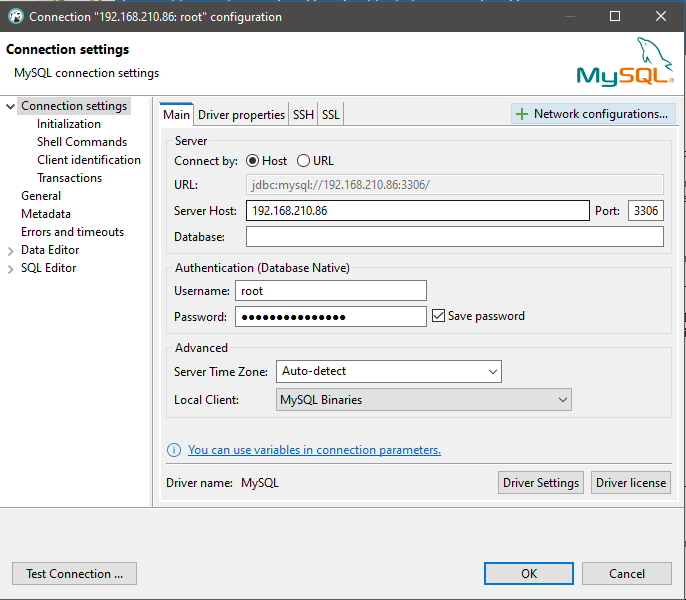 Connection "192.168.210.86: root" configuration
Connection settings
MySQL connection settings
MySQL®
Connection settings
Initialization
Shell Commands
Client identification
Transactions
General
Metadata
Errors and timeouts
Data Editor
SQL Editor
Main Driver properties SSH SSL
Network configurations...
Server
Connect by: Host URL
URL: jdbc:mysql://192.168.210.86:3306/
Server Host: 192.168.210.86 Port: 3306
Database:
Authentication (Database Native)
Username: root
Password: ●●●●●●●●●●●●●●● Save password
Advanced
Server Time Zone: Auto-detect
Local Client: MySQL Binaries
You can use variables in connection parameters.
Driver name: MySQL Driver Settings Driver license
Test Connection ... OK Cancel